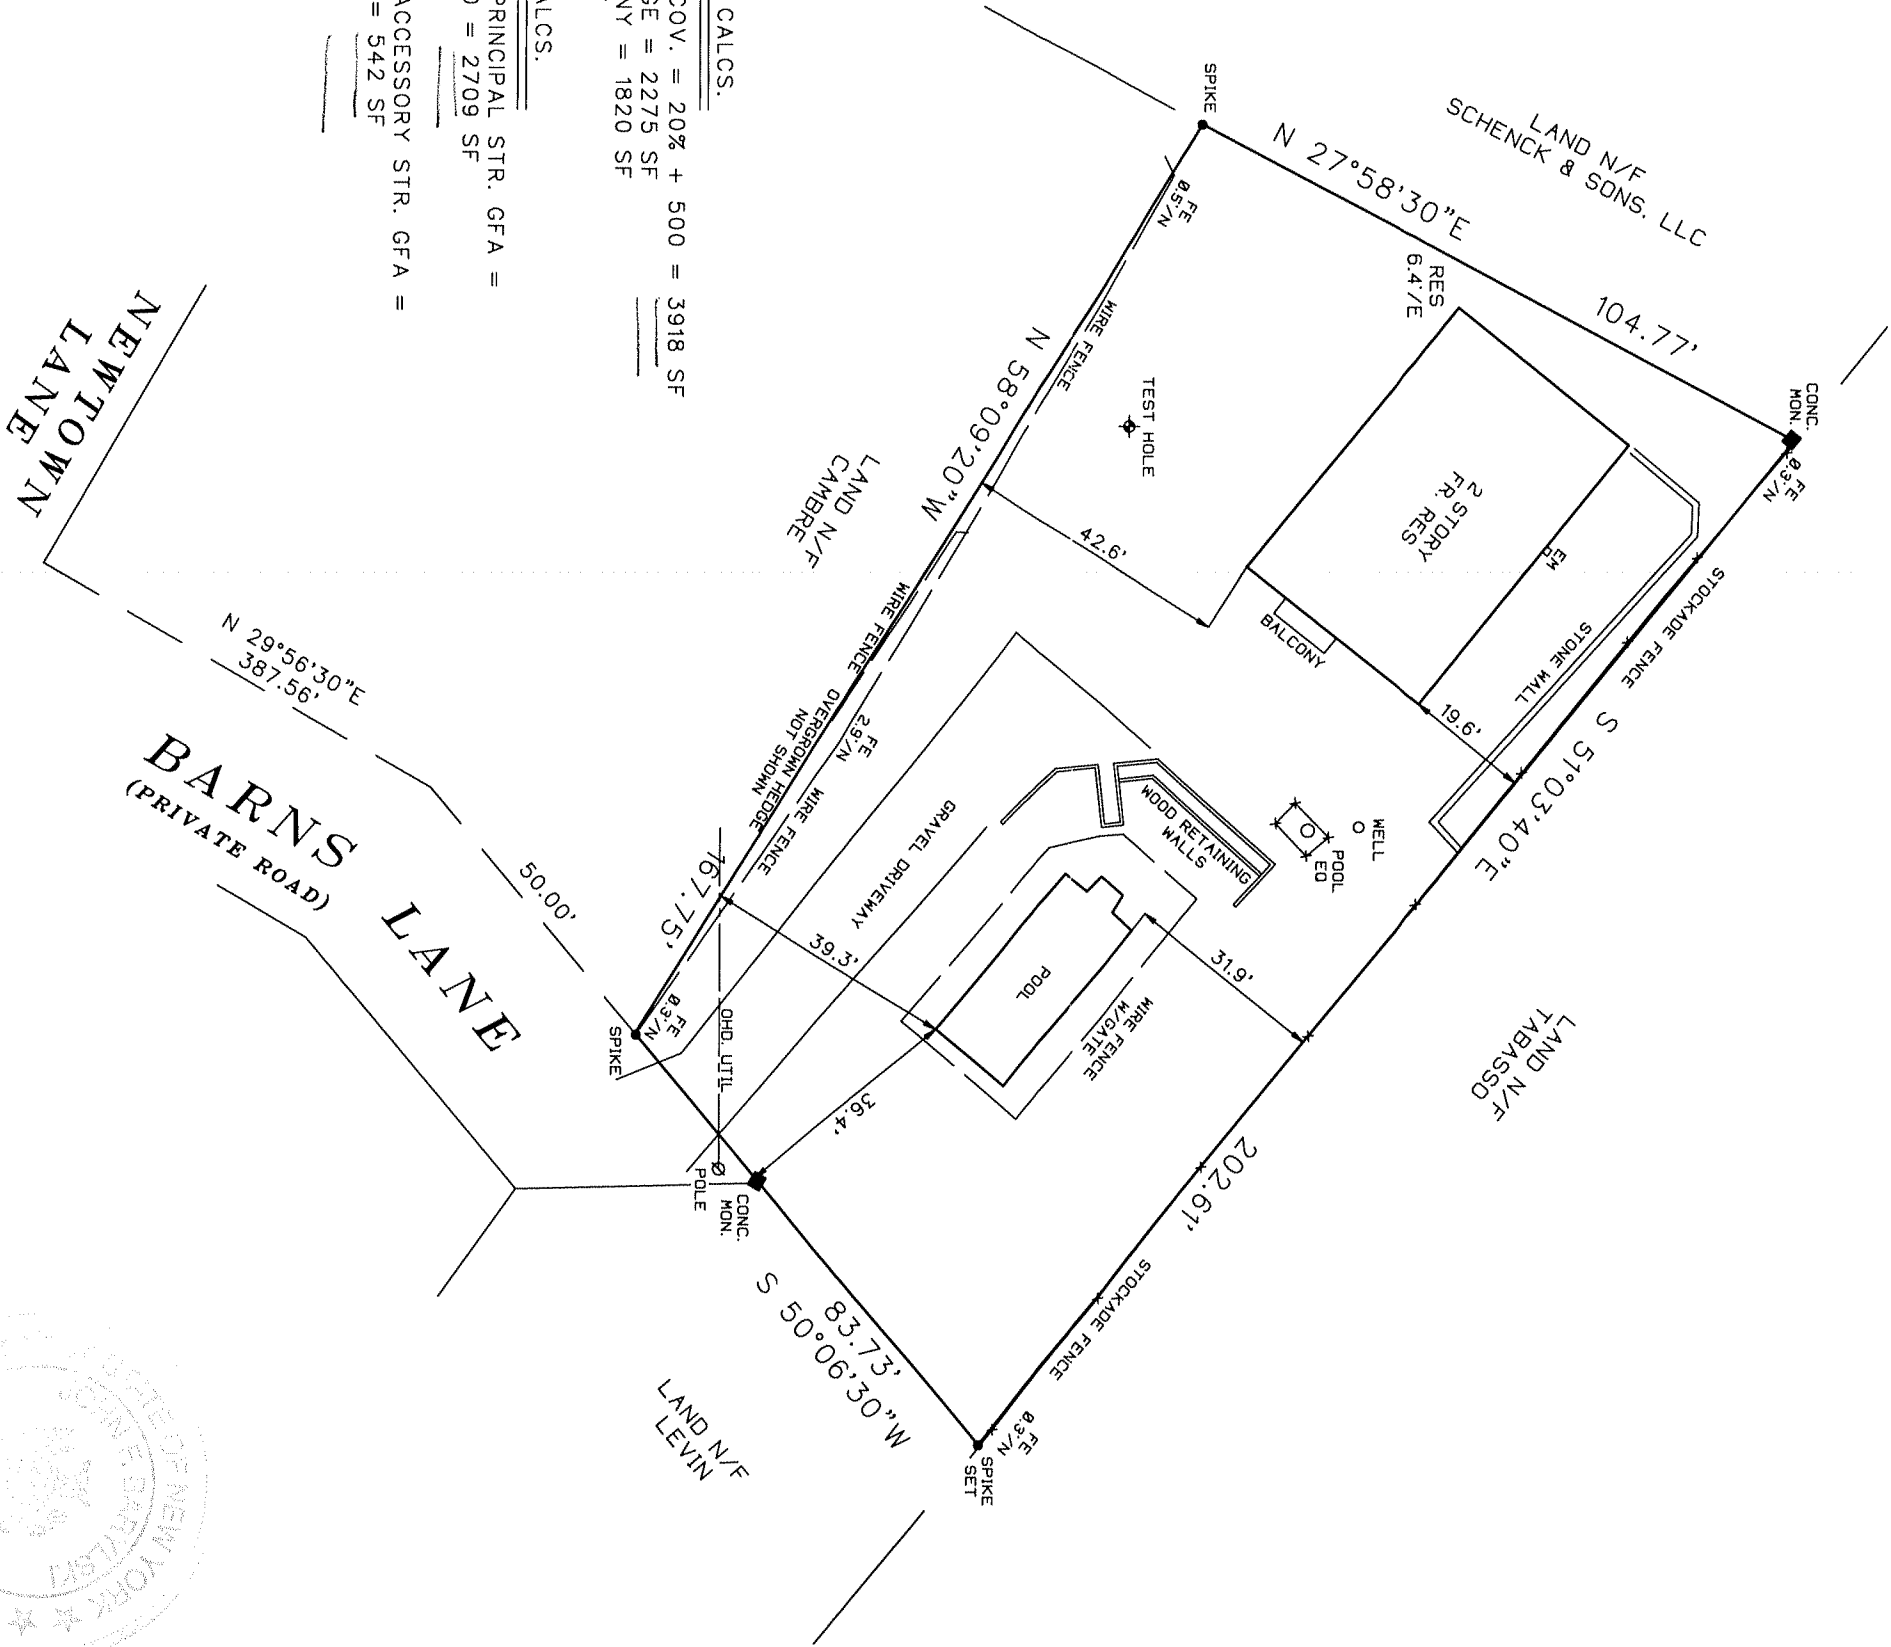 CALCS.
COV. = 20% + 500 = 3918 SF
GE = 2275 SF
NY = 1820 SF
ALCS.
PRINCIPAL STR. GFA =
= 2709 SF
ACCESSORY STR. GFA =
= 542 SF
SPIKE
LAND N/F
SCHENCK & SONS, LLC
N 27°58'30"E
104.77'
CONC.
MON.
FE
0.3'/N
FE
0.5'/N
RES
6.4'/E
WIRE FENCE
TEST HOLE
2 STORY
FR. RES
EM
STOCKADE FENCE
STONE WALL
BALCONY
N 58°09'20"W
42.6'
19.6'
S 51°03'40"E
LAND N/F
CAMBRE
WIRE FENCE
OVERGROWN HEDGE
NOT SHOWN
FE
2.9'/N
WIRE FENCE
GRAVEL DRIVEWAY
WOOD RETAINING
WALLS
WELL
POOL
EQ
167.75'
39.3'
31.9'
POOL
WIRE FENCE
W/GATE
LAND N/F
TABASSO
FE
0.3'/N
SPIKE
OHD. UTIL
36.4'
POLE
CONC.
MON.
202.61'
STOCKADE FENCE
83.73'
S 50°06'30"W
FE
0.3'/N
SPIKE
SET
LAND N/F
LEVIN
NEWTOWN
LANE
N 29°56'30"E
387.56'
50.00'
BARNS LANE
(PRIVATE ROAD)
STATE OF NEW YORK